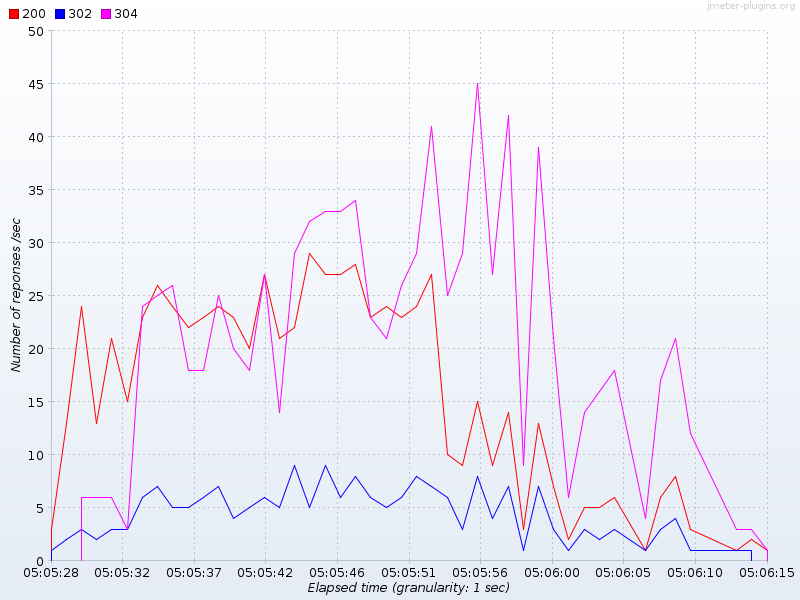 jmeter-plugins.org
200 302 304
50
45
40
35
30
25
20
15
10
5
0
Number of reponses /sec
05:05:28 05:05:32 05:05:37 05:05:42 05:05:46 05:05:51 05:05:56 05:06:00 05:06:05 05:06:10 05:06:15
Elapsed time (granularity: 1 sec)